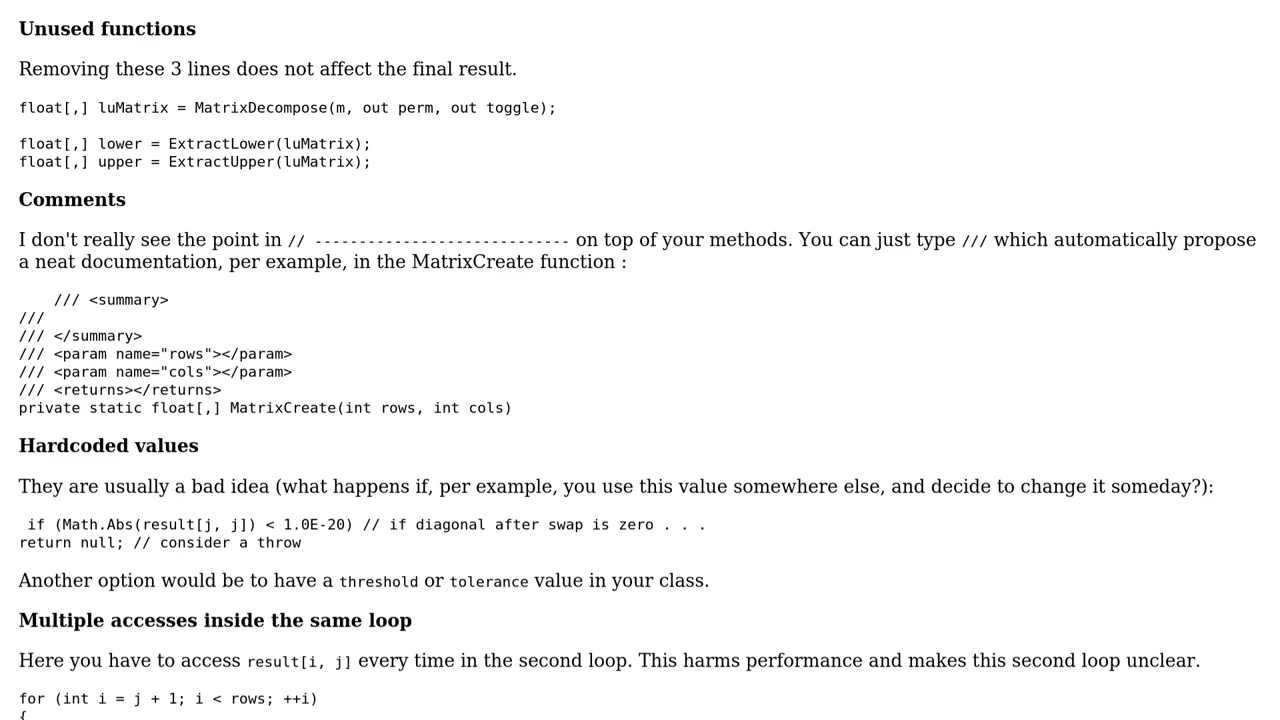 Unused functions
Removing these 3 lines does not affect the final result.
float[,] luMatrix = MatrixDecompose(m, out perm, out toggle);
float[,] lower = ExtractLower(luMatrix);
float[,] upper = ExtractUpper(luMatrix);
Comments
I don't really see the point in // ----------------------------- on top of your methods. You can just type /// which automatically propose
a neat documentation, per example, in the MatrixCreate function :
/// <summary>
///
/// </summary>
/// <param name="rows"></param>
/// <param name="cols"></param>
/// <returns></returns>
private static float[,] MatrixCreate(int rows, int cols)
Hardcoded values
They are usually a bad idea (what happens if, per example, you use this value somewhere else, and decide to change it someday?):
if (Math.Abs(result[j, j]) < 1.0E-20) // if diagonal after swap is zero . . .
return null; // consider a throw
Another option would be to have a threshold or tolerance value in your class.
Multiple accesses inside the same loop
Here you have to access result[i, j] every time in the second loop. This harms performance and makes this second loop unclear.
for (int i = j + 1; i < rows; ++i)
{